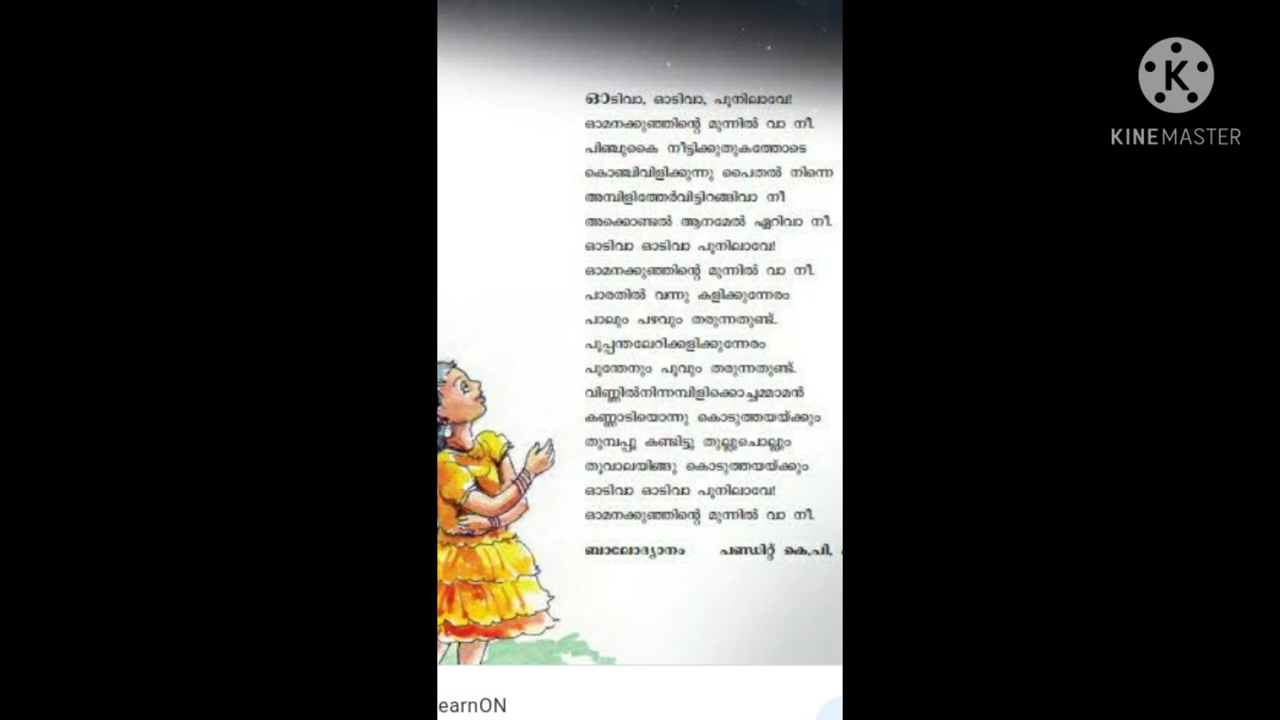 ഓടിവാ, ഓടിവാ, പൂനിലാവേ!
ഓമനക്കുഞ്ഞിന്റെ മുന്നിൽ വാ നീ.
പിഞ്ചുകൈ നീട്ടിക്കുതുകത്തോടെ
കൊഞ്ചിവിളിക്കുന്നു പൈതൽ നിന്നെ
അമ്പിളിത്തേർവിട്ടിറങ്ങിവാ നീ
അക്കൊണ്ടൽ ആനമേൽ ഏറിവാ നീ.
ഓടിവാ ഓടിവാ പൂനിലാവേ!
ഓമനക്കുഞ്ഞിന്റെ മുന്നിൽ വാ നീ.
പാരതിൽ വന്നു കളിക്കുന്നേരം
പാലും പഴവും തരുന്നതുണ്ട്.
പൂപ്പന്തലേറിക്കളിക്കുന്നേരം
പൂന്തേനും പൂവും തരുന്നതുണ്ട്.
വിണ്ണിൽനിന്നമ്പിളിക്കൊച്ചമ്മാമൻ
കണ്ണാടിയൊന്നു കൊടുത്തയയ്ക്കും
തുമ്പപ്പൂ കണ്ടിട്ടു തുല്ലുചൊല്ലും
തൂവാലയിങ്ങു കൊടുത്തയയ്ക്കും
ഓടിവാ ഓടിവാ പൂനിലാവേ!
ഓമനക്കുഞ്ഞിന്റെ മുന്നിൽ വാ നീ.
ബാലോദ്യാനം പണ്ഡിറ്റ് കെ.പി.
earnON
KINEMASTER